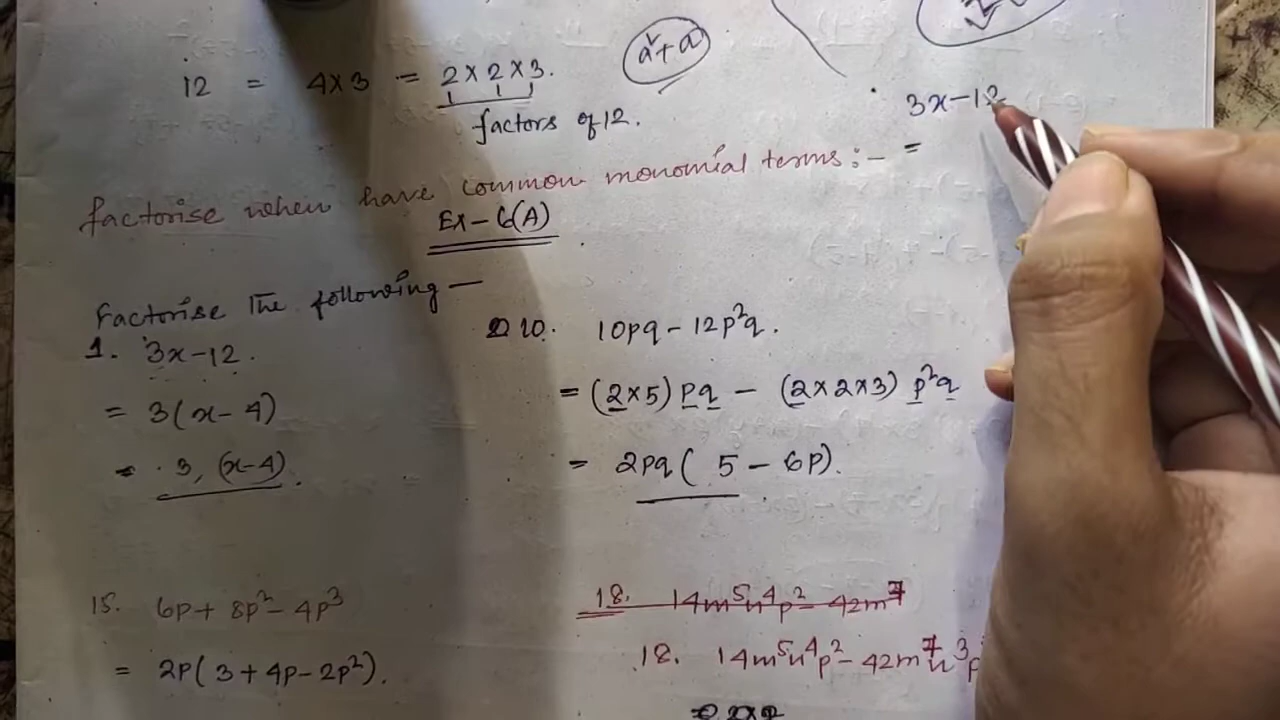 a²+a
12 = 4×3 = 2×2×3.
factors of 12.
3x-12
=
factorise when have common monomial terms:-
Ex-6(A)
Factorise the following —
1. 3x-12.
= 3(x-4)
= 3, (x-4).
10. 10pq-12p²q.
= (2×5) pq - (2×2×3) p²q
= 2pq( 5-6p).
15. 6p+8p²-4p³
= 2p( 3+4p-2p²).
18. 14m⁵n⁴p²-42m⁷
18. 14m⁵n⁴p²-42m⁷n³p